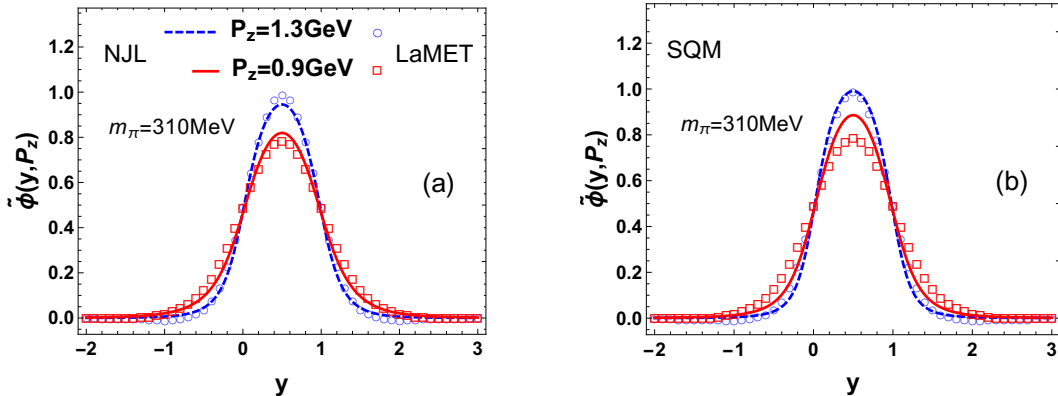 NJL
P_z=1.3GeV
P_z=0.9GeV
LaMET
m_π=310MeV
(a)
φ̃(y,P_z)
1.2
1.0
0.8
0.6
0.4
0.2
0.0
-2 -1 0 1 2 3
y
SQM
m_π=310MeV
(b)
φ̃(y,P_z)
1.2
1.0
0.8
0.6
0.4
0.2
0.0
-2 -1 0 1 2 3
y